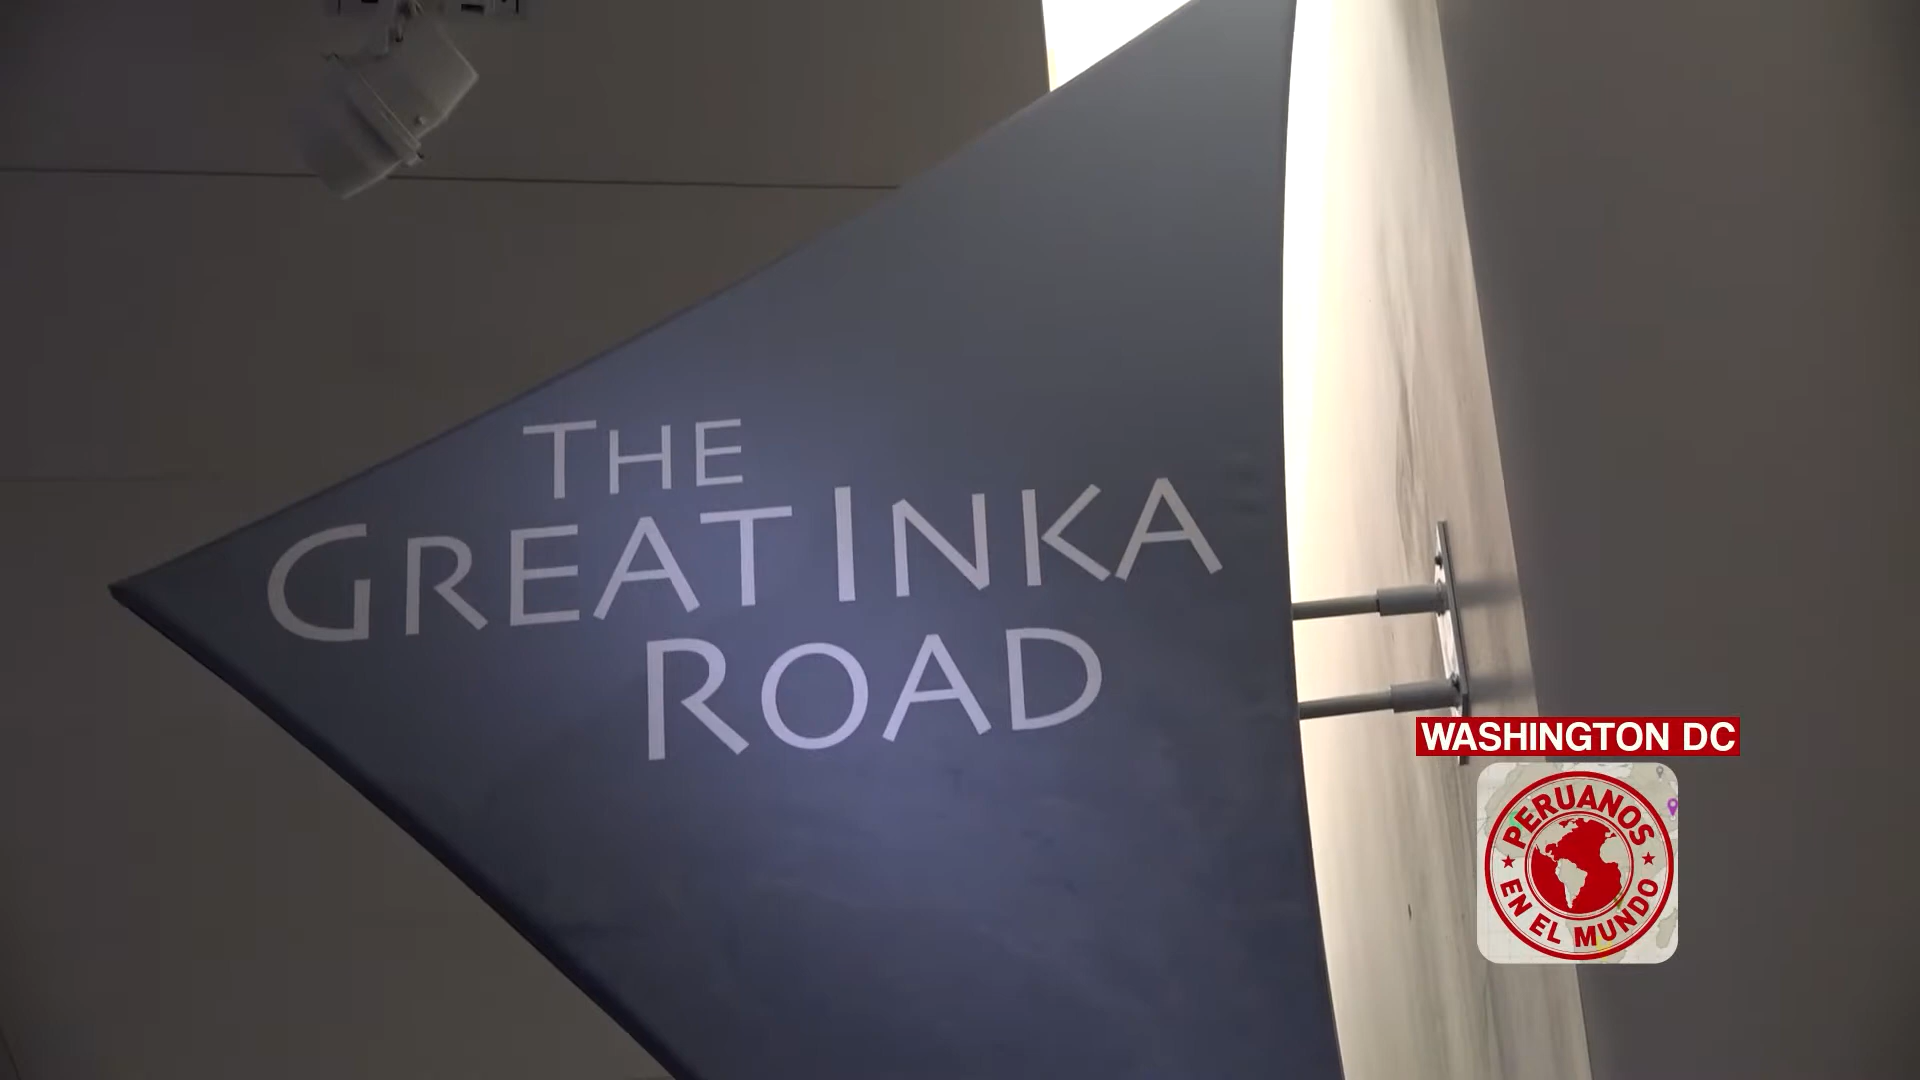 THE
GREAT INKA
ROAD
WASHINGTON DC
PERUANOS
EN EL MUNDO